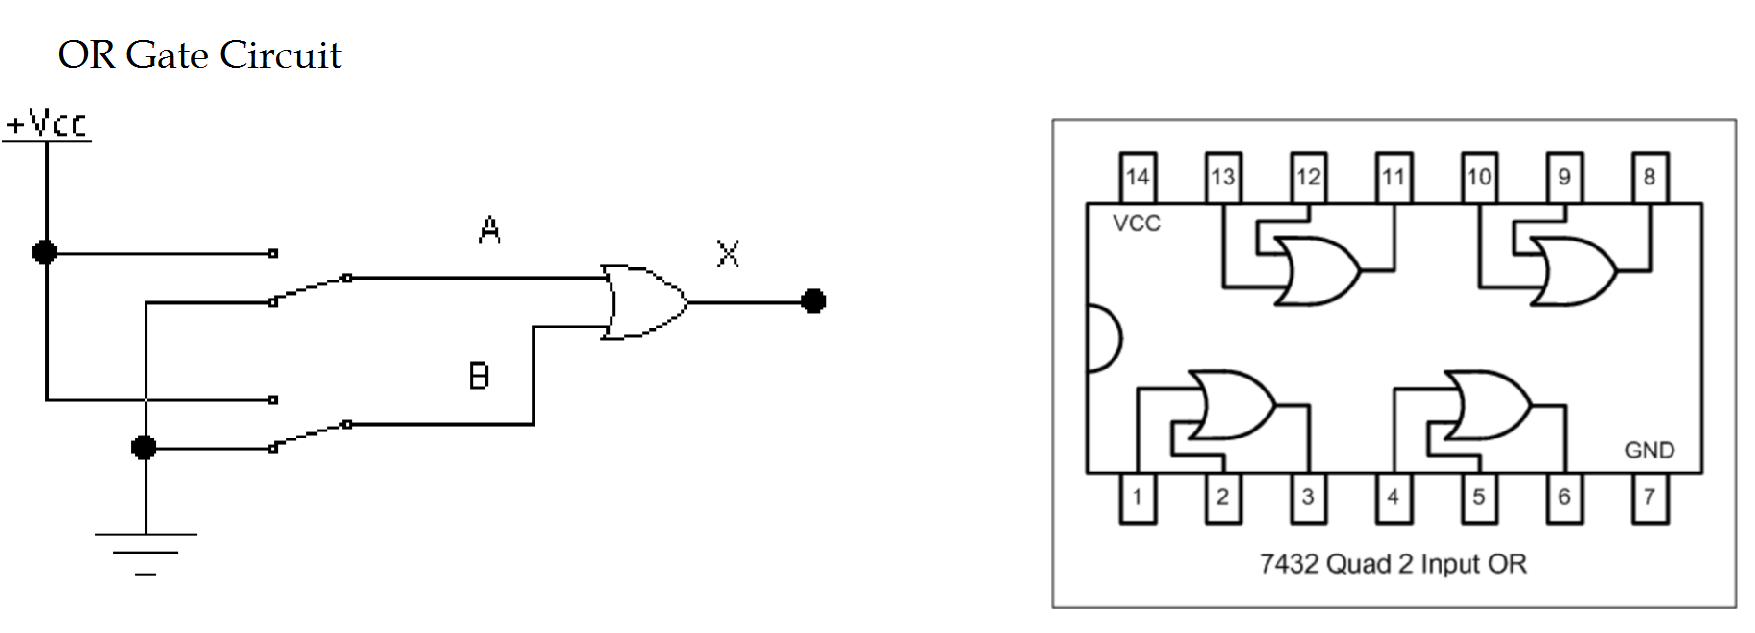 OR Gate Circuit
+Vcc
A
X
B
14 13 12 11 10 9 8
VCC
GND
1 2 3 4 5 6 7
7432 Quad 2 Input OR